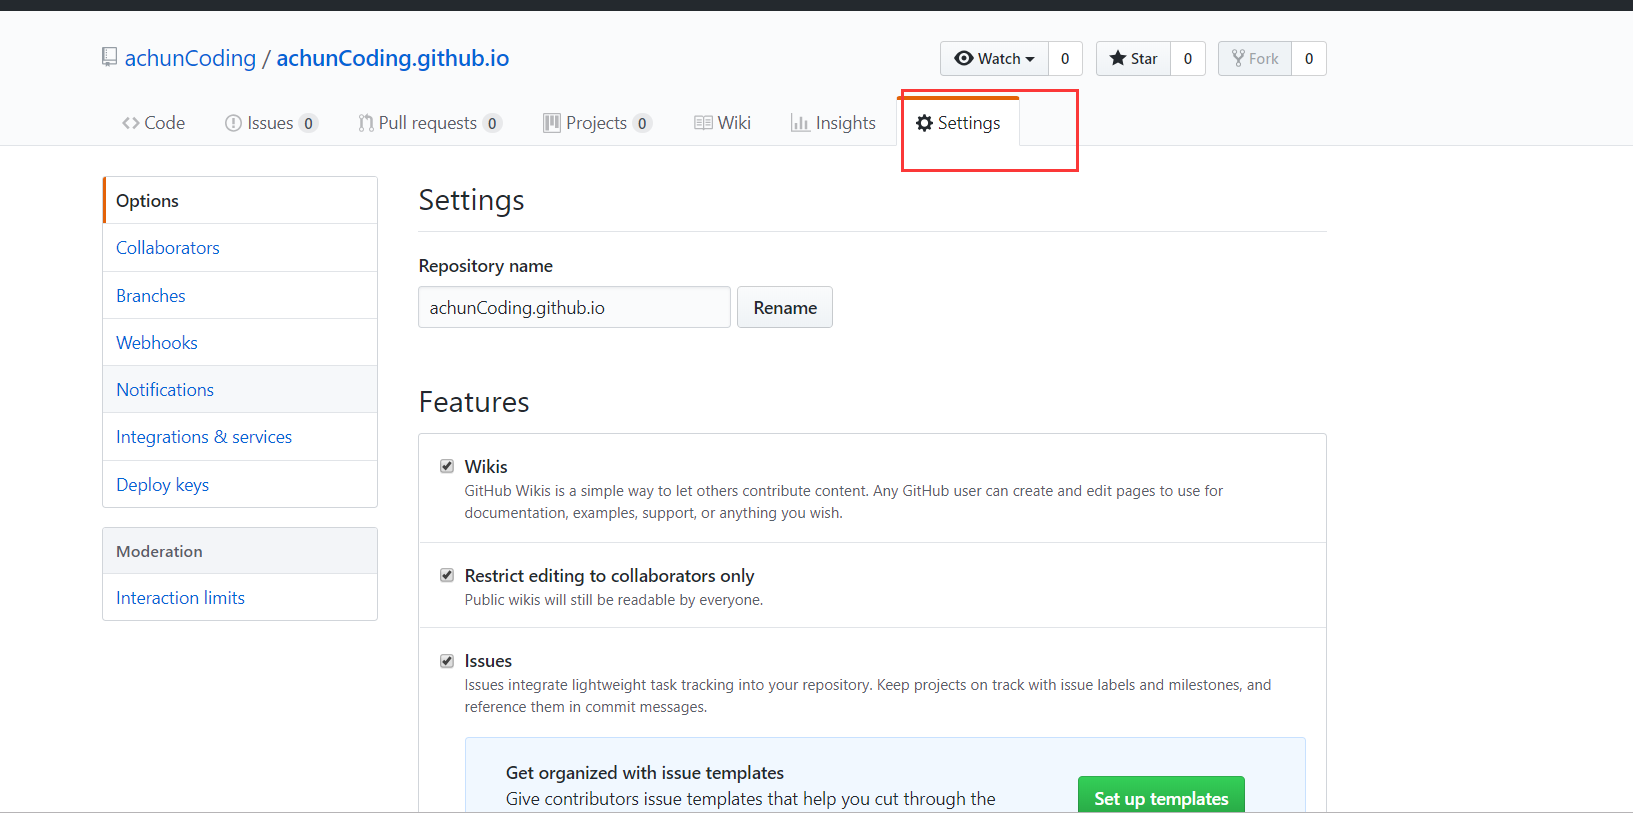 achunCoding / achunCoding.github.io
Watch 0 Star 0 Fork 0
Code Issues 0 Pull requests 0 Projects 0 Wiki Insights Settings
Options
Collaborators
Branches
Webhooks
Notifications
Integrations & services
Deploy keys
Moderation
Interaction limits
Settings
Repository name
achunCoding.github.io Rename
Features
Wikis
GitHub Wikis is a simple way to let others contribute content. Any GitHub user can create and edit pages to use for
documentation, examples, support, or anything you wish.
Restrict editing to collaborators only
Public wikis will still be readable by everyone.
Issues
Issues integrate lightweight task tracking into your repository. Keep projects on track with issue labels and milestones, and
reference them in commit messages.
Get organized with issue templates
Give contributors issue templates that help you cut through the
Set up templates